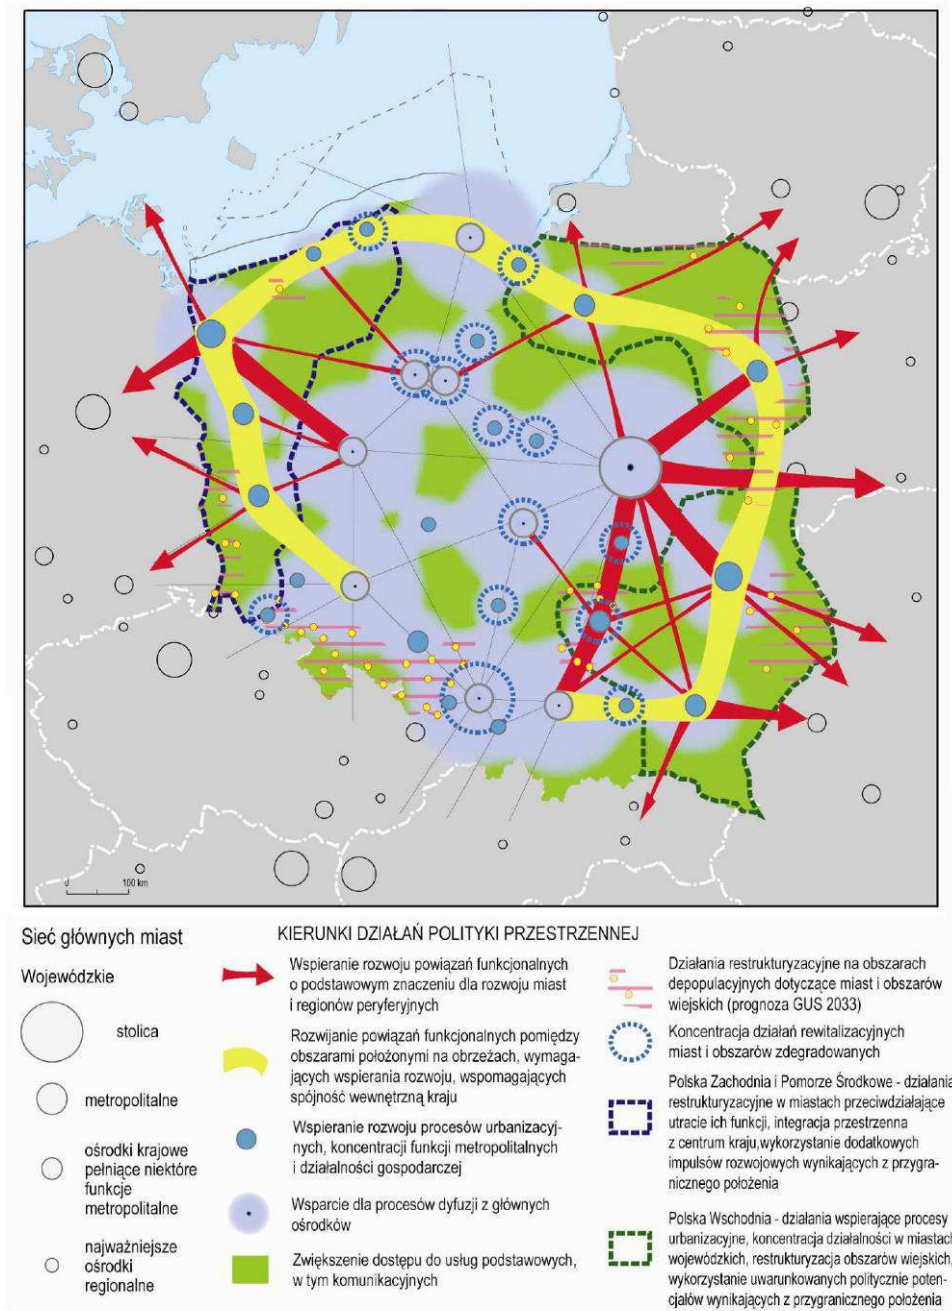 0 100 km
Sieć głównych miast
Wojewódzkie
stolica
metropolitalne
ośrodki krajowe
pełniące niektóre
funkcje
metropolitalne
najważniejsze
ośrodki
regionalne
KIERUNKI DZIAŁAŃ POLITYKI PRZESTRZENNEJ
Wspieranie rozwoju powiązań funkcjonalnych
o podstawowym znaczeniu dla rozwoju miast
i regionów peryferyjnych
Rozwijanie powiązań funkcjonalnych pomiędzy
obszarami położonymi na obrzeżach, wymaga-
jących wspierania rozwoju, wspomagających
spójność wewnętrzną kraju
Wspieranie rozwoju procesów urbanizacyj-
nych, koncentracji funkcji metropolitalnych
i działalności gospodarczej
Wsparcie dla procesów dyfuzji z głównych
ośrodków
Zwiększenie dostępu do usług podstawowych,
w tym komunikacyjnych
Działania restrukturyzacyjne na obszarach
depopulacyjnych dotyczące miast i obszarów
wiejskich (prognoza GUS 2033)
Koncentracja działań rewitalizacyjnych
miast i obszarów zdegradowanych
Polska Zachodnia i Pomorze Środkowe - działania
restrukturyzacyjne w miastach przeciwdziałające
utracie ich funkcji, integracja przestrzenna
z centrum kraju,wykorzystanie dodatkowych
impulsów rozwojowych wynikających z przygra-
nicznego położenia
Polska Wschodnia - działania wspierające procesy
urbanizacyjne, koncentracja działalności w miastach
wojewódzkich, restrukturyzacja obszarów wiejskich,
wykorzystanie uwarunkowanych politycznie poten-
cjałów wynikających z przygranicznego położenia